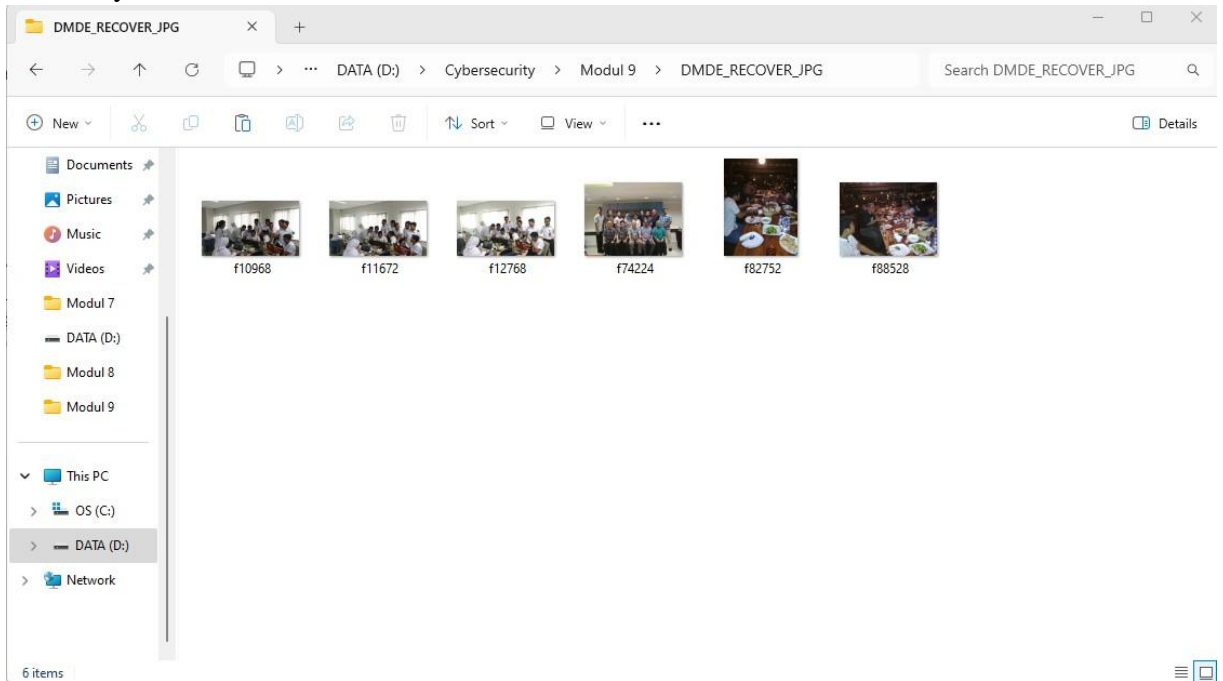 DMDE_RECOVER_JPG
DATA (D:) > Cybersecurity > Modul 9 > DMDE_RECOVER_JPG
Search DMDE_RECOVER_JPG
New
Sort
View
Details
Documents
Pictures
Music
Videos
Modul 7
DATA (D:)
Modul 8
Modul 9
This PC
OS (C:)
DATA (D:)
Network
f10968
f11672
f12768
f74224
f82752
f88528
6 items